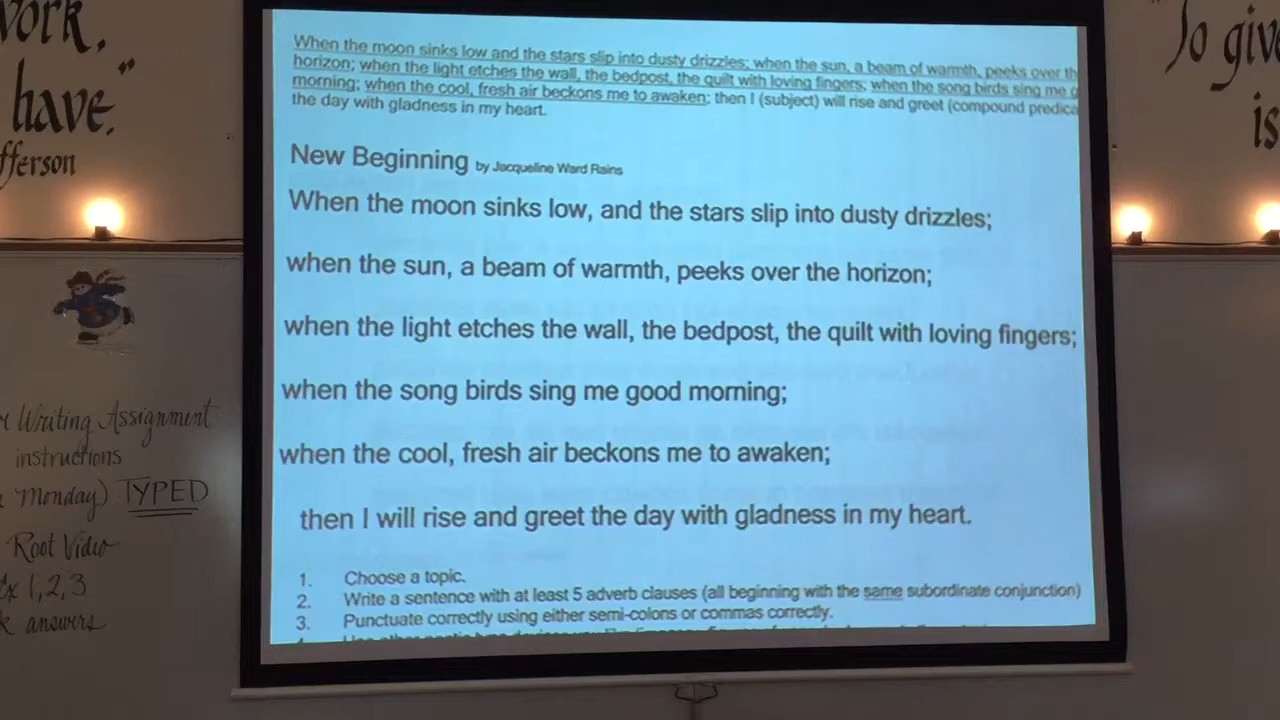 work,
have."
fferson
"To giv
is
When the moon sinks low and the stars slip into dusty drizzles; when the sun, a beam of warmth, peeks over th
horizon; when the light etches the wall, the bedpost, the quilt with loving fingers; when the song birds sing me g
morning; when the cool, fresh air beckons me to awaken; then I (subject) will rise and greet (compound predica
the day with gladness in my heart.
New Beginning by Jacqueline Ward Rains
When the moon sinks low, and the stars slip into dusty drizzles;
when the sun, a beam of warmth, peeks over the horizon;
when the light etches the wall, the bedpost, the quilt with loving fingers;
when the song birds sing me good morning;
when the cool, fresh air beckons me to awaken;
then I will rise and greet the day with gladness in my heart.
1. Choose a topic.
2. Write a sentence with at least 5 adverb clauses (all beginning with the same subordinate conjunction)
3. Punctuate correctly using either semi-colons or commas correctly.
Writing Assignment
instructions
Monday) TYPED
Root Video
1,2,3
answers